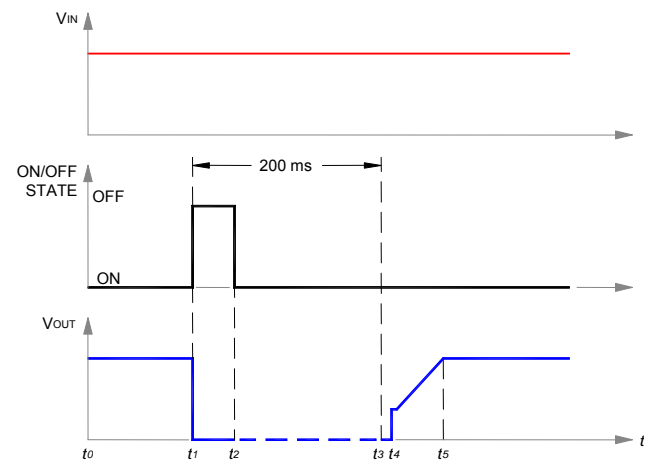 VIN
200 ms
ON/OFF
STATE
OFF
ON
VOUT
t
t0 t1 t2 t3 t4 t5